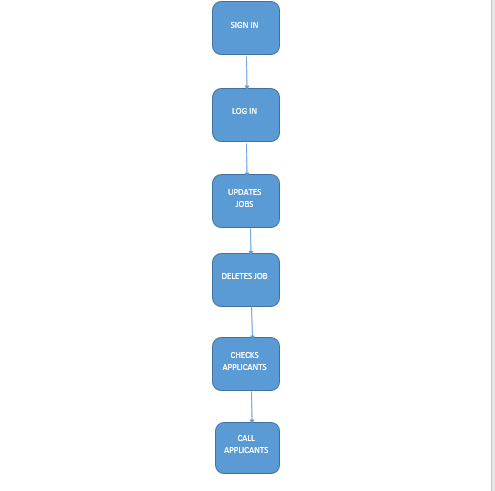 SIGN IN
LOG IN
UPDATES
JOBS
DELETES JOB
CHECKS
APPLICANTS
CALL
APPLICANTS